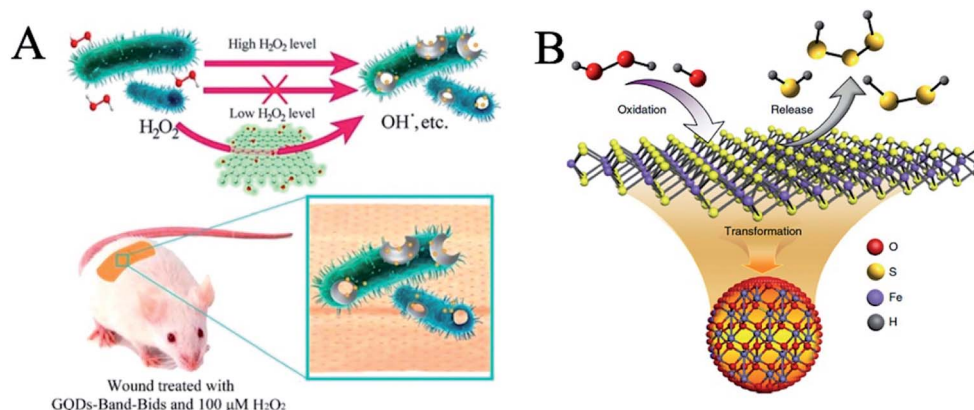 A
High H₂O₂ level
H₂O₂
Low H₂O₂ level
OH˙, etc.
Wound treated with
GQDs-Band-Bids and 100 μM H₂O₂
B
Oxidation
Release
Transformation
O
S
Fe
H